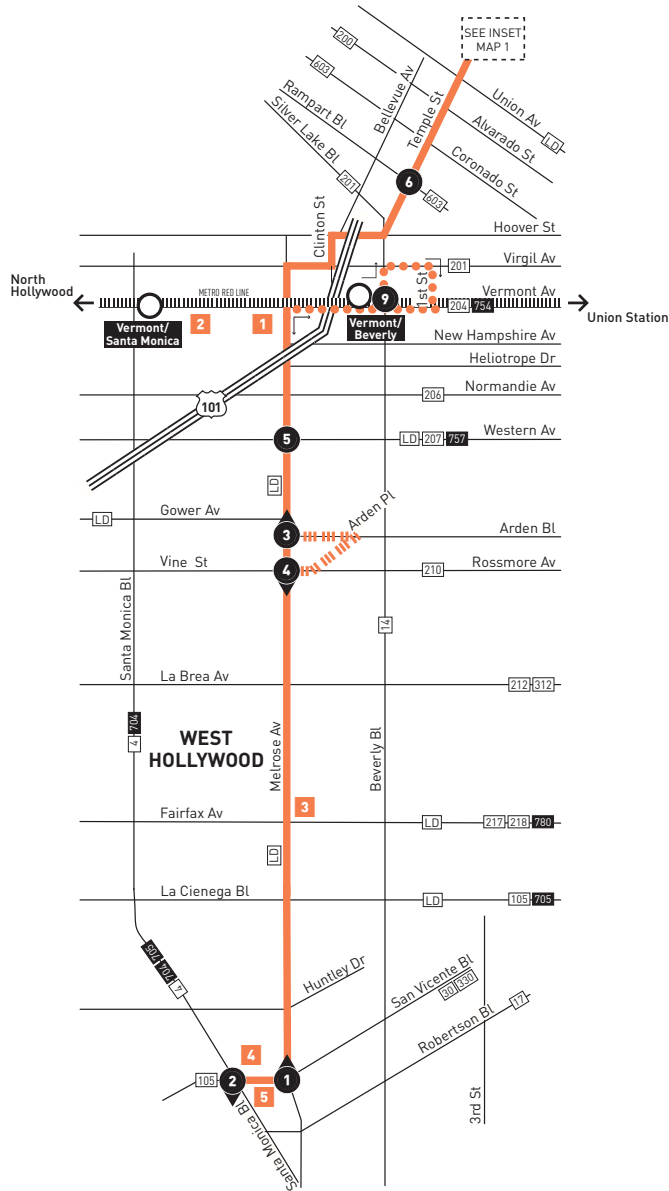 SEE INSET
MAP 1
200
603
Bellevue Av
Union Av
Rampart Bl
Temple St
Alvarado St
LD
Silver Lake Bl
Coronado St
201
6
603
Clinton St
Hoover St
Virgil Av
201
North
Hollywood
METRO RED LINE
1st St
Vermont Av
9
204 754
Union Station
Vermont/
Santa Monica
2
1
Vermont/
Beverly
New Hampshire Av
Heliotrope Dr
Normandie Av
206
101
5
LD 207 757
Western Av
LD
Gower Av
LD
Arden Pl
3
Arden Bl
Vine St
4
210
Rossmore Av
Santa Monica Bl
14
La Brea Av
212 312
4 704
WEST
HOLLYWOOD
Melrose Av
Beverly Bl
3
Fairfax Av
LD
217 218 780
LD
La Cienega Bl
LD
105 705
705 704 4
Huntley Dr
San Vicente Bl
30 330
Robertson Bl
17
4
105
2
1
5
Santa Monica Bl
3rd St